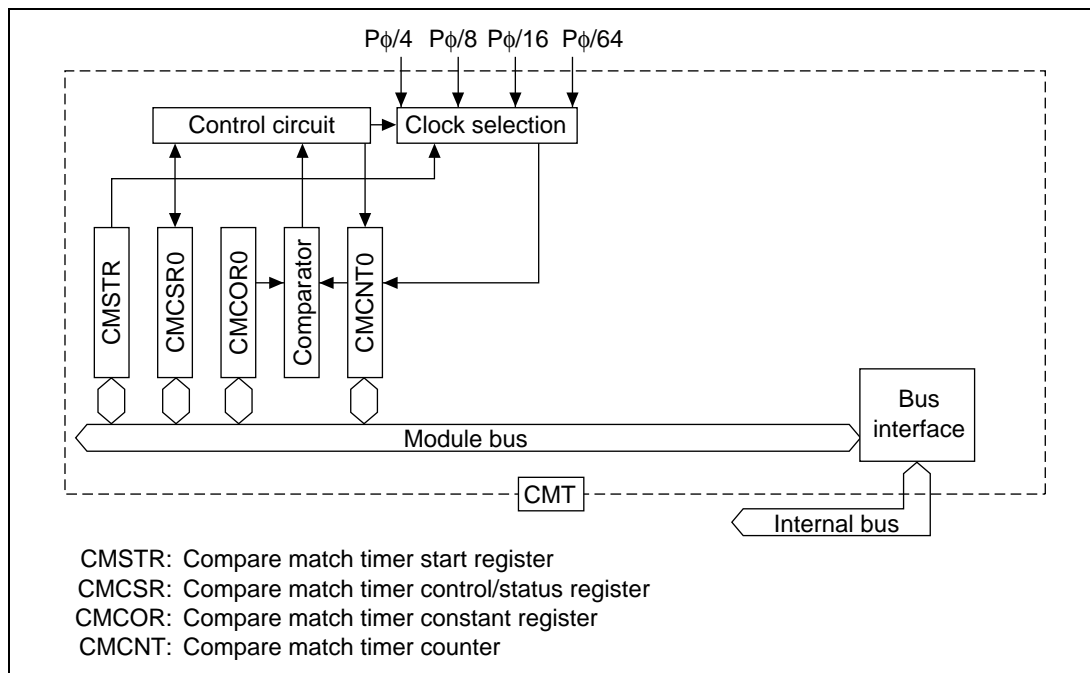 Pϕ/4 Pϕ/8 Pϕ/16 Pϕ/64
Control circuit
Clock selection
CMSTR
CMCSR0
CMCOR0
Comparator
CMCNT0
Bus
interface
Module bus
CMT
Internal bus
CMSTR: Compare match timer start register
CMCSR: Compare match timer control/status register
CMCOR: Compare match timer constant register
CMCNT: Compare match timer counter